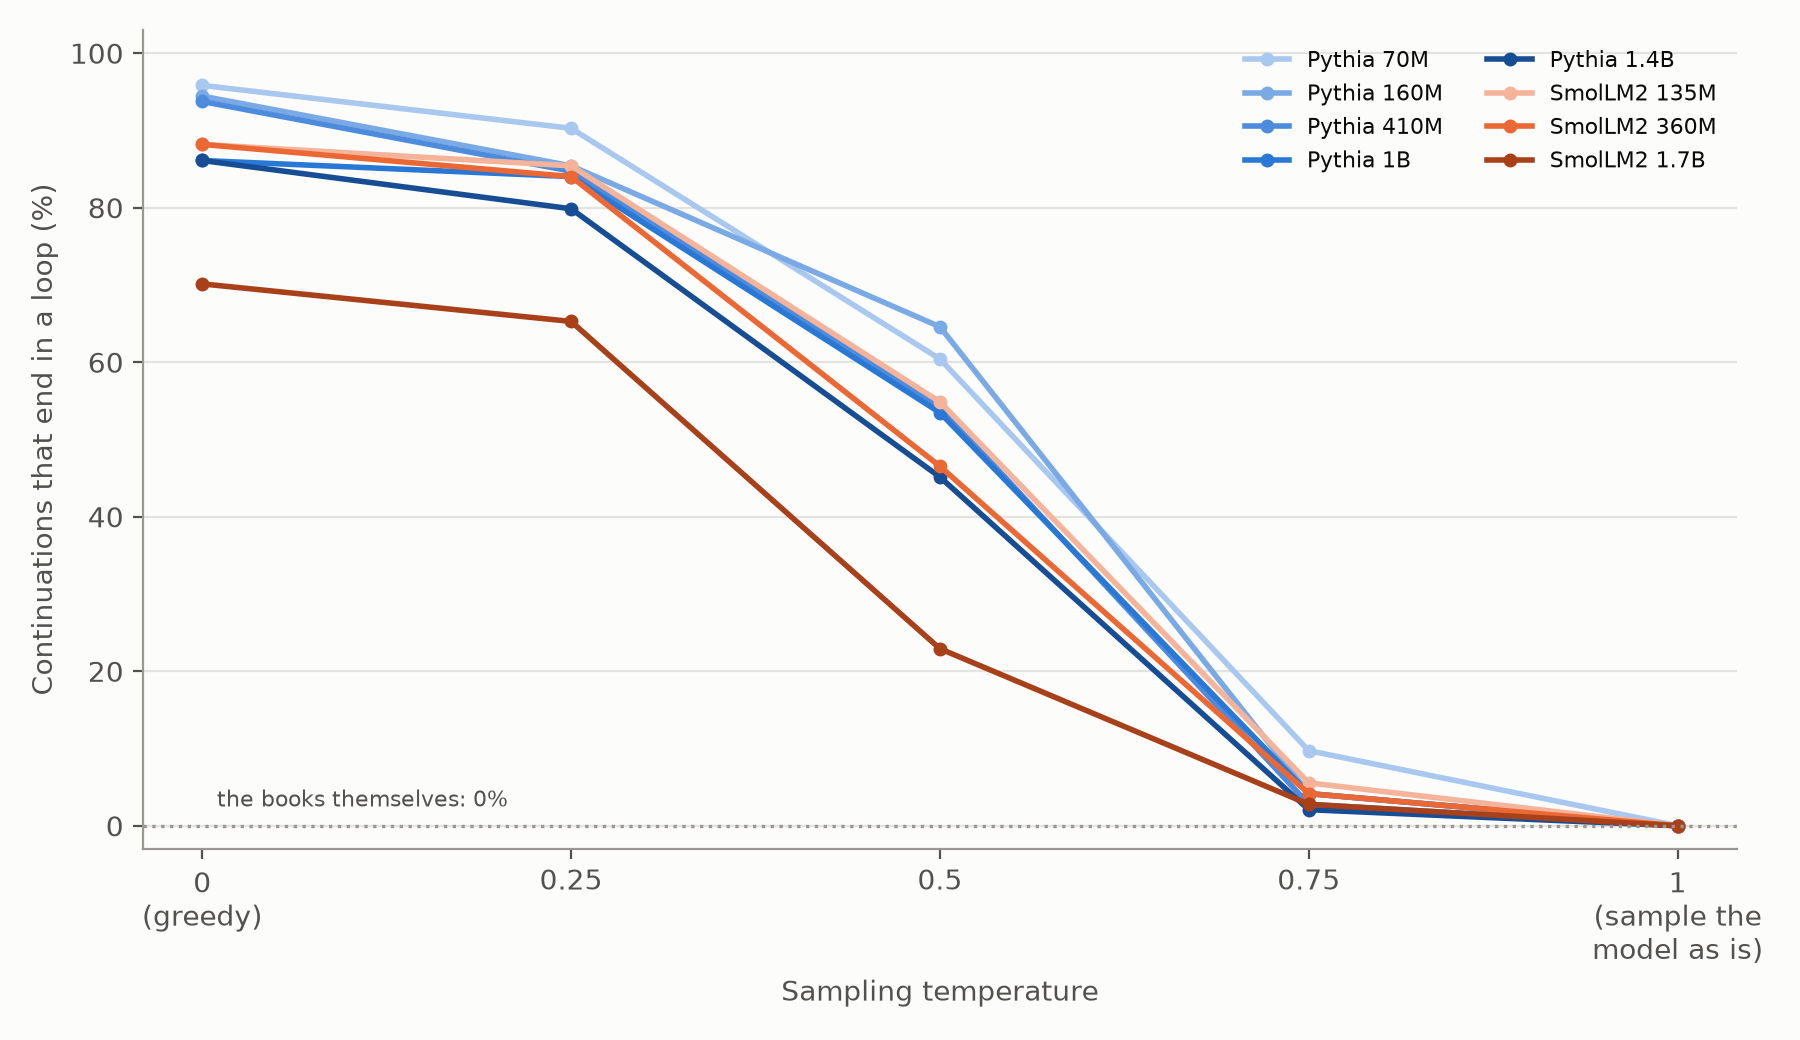 Continuations that end in a loop (%)
100
80
60
40
20
0
Pythia 70M
Pythia 160M
Pythia 410M
Pythia 1B
Pythia 1.4B
SmolLM2 135M
SmolLM2 360M
SmolLM2 1.7B
the books themselves: 0%
0
(greedy)
0.25
0.5
0.75
1
(sample the
model as is)
Sampling temperature